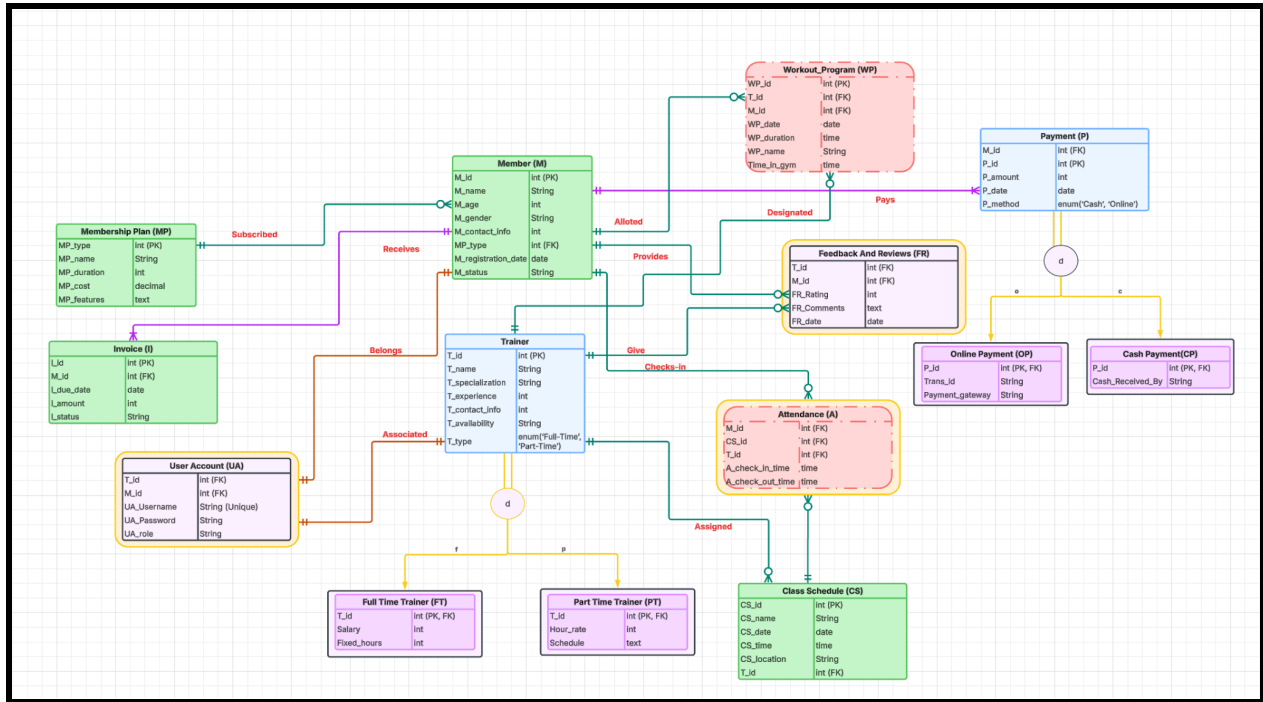 Workout_Program (WP)
WP_id int (PK)
T_id int (FK)
M_id int (FK)
WP_date date
WP_duration time
WP_name String
Time_in_gym time
Payment (P)
M_id int (FK)
P_id int (PK)
P_amount int
P_date date
P_method enum('Cash', 'Online')
Member (M)
M_id int (PK)
M_name String
M_age int
M_gender String
M_contact_info int
MP_type int (FK)
M_registration_date date
M_status String
Pays
Designated
Alloted
Subscribed
Receives
Provides
Membership Plan (MP)
MP_type int (PK)
MP_name String
MP_duration int
MP_cost decimal
MP_features text
Feedback And Reviews (FR)
T_id int (FK)
M_id int (FK)
FR_Rating int
FR_Comments text
FR_date date
d
o
c
Invoice (I)
I_id int (PK)
M_id int (FK)
I_due_date date
I_amount int
I_status String
Trainer
T_id int (PK)
T_name String
T_specialization String
T_experience int
T_contact_info int
T_availability String
T_type enum('Full-Time',
'Part-Time')
Belongs
Give
Checks-in
Online Payment (OP)
P_id int (PK, FK)
Trans_id String
Payment_gateway String
Cash Payment(CP)
P_id int (PK, FK)
Cash_Received_By String
Attendance (A)
M_id int (FK)
CS_id int (FK)
T_id int (FK)
A_check_in_time time
A_check_out_time time
Associated
User Account (UA)
T_id int (FK)
M_id int (FK)
UA_Username String (Unique)
UA_Password String
UA_role String
d
Assigned
f
p
Full Time Trainer (FT)
T_id int (PK, FK)
Salary int
Fixed_hours int
Part Time Trainer (PT)
T_id int (PK, FK)
Hour_rate int
Schedule text
Class Schedule (CS)
CS_id int (PK)
CS_name String
CS_date date
CS_time time
CS_location String
T_id int (FK)